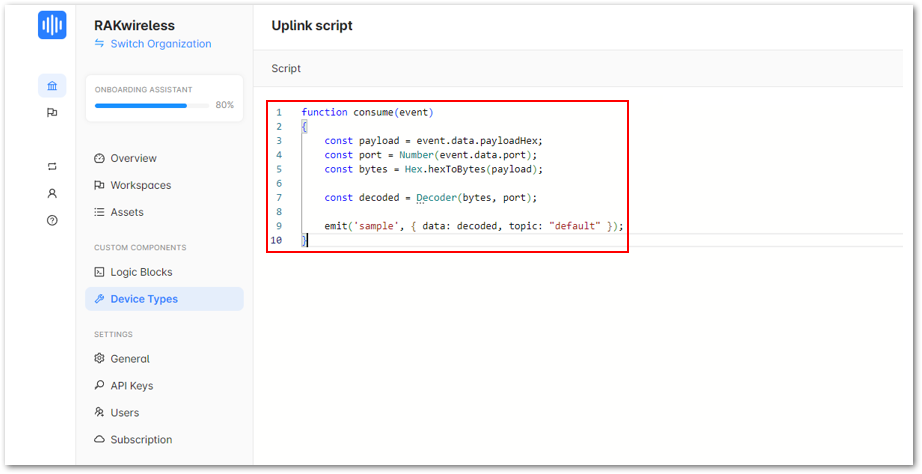 RAKwireless
Switch Organization
ONBOARDING ASSISTANT
80%
Overview
Workspaces
Assets
CUSTOM COMPONENTS
Logic Blocks
Device Types
SETTINGS
General
API Keys
Users
Subscription
Uplink script
Script
1 function consume(event)
2 {
3 const payload = event.data.payloadHex;
4 const port = Number(event.data.port);
5 const bytes = Hex.hexToBytes(payload);
6
7 const decoded = Decoder(bytes, port);
8
9 emit('sample', { data: decoded, topic: "default" });
10 }